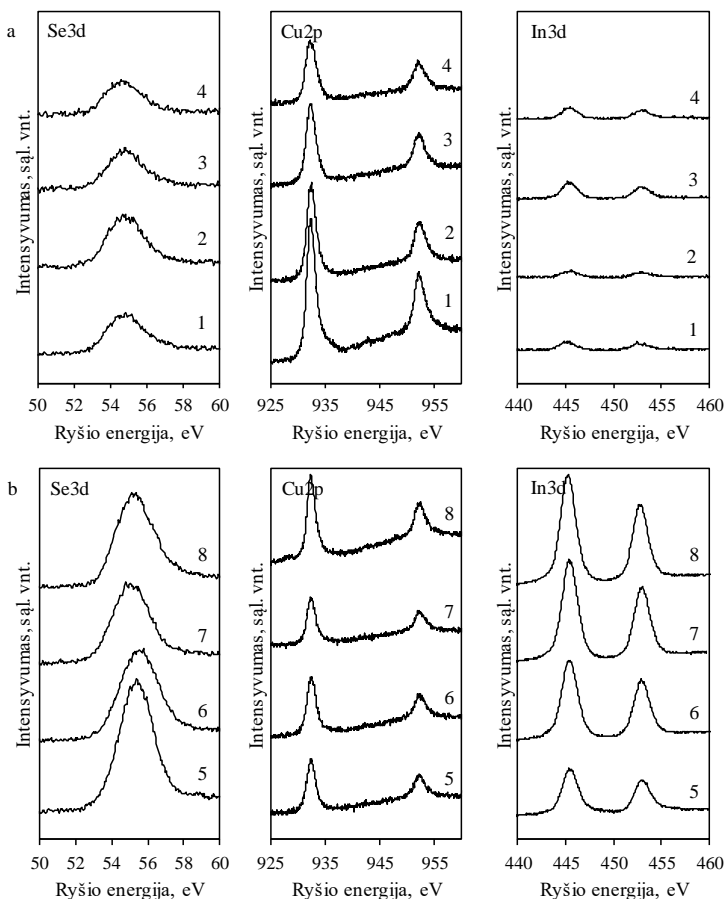 a
Se3d
Cu2p
In3d
Intensyvumas, sąl. vnt.
4
3
2
1
50 52 54 56 58 60
Ryšio energija, eV
Intensyvumas, sąl. vnt.
4
3
2
1
925 935 945 955
Ryšio energija, eV
Intensyvumas, sąl. vnt.
4
3
2
1
440 445 450 455 460
Ryšio energija, eV
b
Se3d
Cu2p
In3d
Intensyvumas, sąl. vnt.
8
7
6
5
50 52 54 56 58 60
Ryšio energija, eV
Intensyvumas, sąl. vnt.
8
7
6
5
925 935 945 955
Ryšio energija, eV
Intensyvumas, sąl. vnt.
8
7
6
5
440 445 450 455 460
Ryšio energija, eV